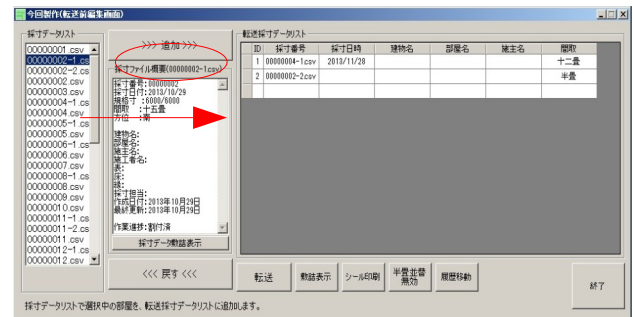 今回製作(転送前編集画面)
採寸データリスト
00000001.csv
00000002-1.cs
00000002-2.cs
00000002.csv
00000003.csv
00000004-1.cs
00000004.csv
00000005-1.cs
00000005.csv
00000006-1.cs
00000006.csv
00000007.csv
00000008-1.cs
00000008.csv
00000009.csv
00000010.csv
00000011-1.cs
00000011-2.cs
00000011.csv
00000012-1.cs
00000012.csv
>>> 追加 >>>
採寸ファイル概要(00000002-1csv)
採寸番号:00000002
採寸日付:2013/10/29
規格寸 :6000/6000
間取 :十五畳
方位 :南
建物名:
部屋名:
施主名:
施工者名:
表:
床:
縁:
採寸担当:
作成日付:2013年10月29日
最終更新:2013年10月29日
作業進捗:割付済
採寸データ敷詰表示
<<< 戻す <<<
転送採寸データリスト
ID 採寸番号 採寸日時 建物名 部屋名 施主名 間取
1 00000004-1csv 2013/11/28 十二畳
2 00000002-2csv 半畳
転送 敷詰表示 シール印刷 半畳並替無効 履歴移動
終了
採寸データリストで選択中の部屋を、転送採寸データリストに追加します。